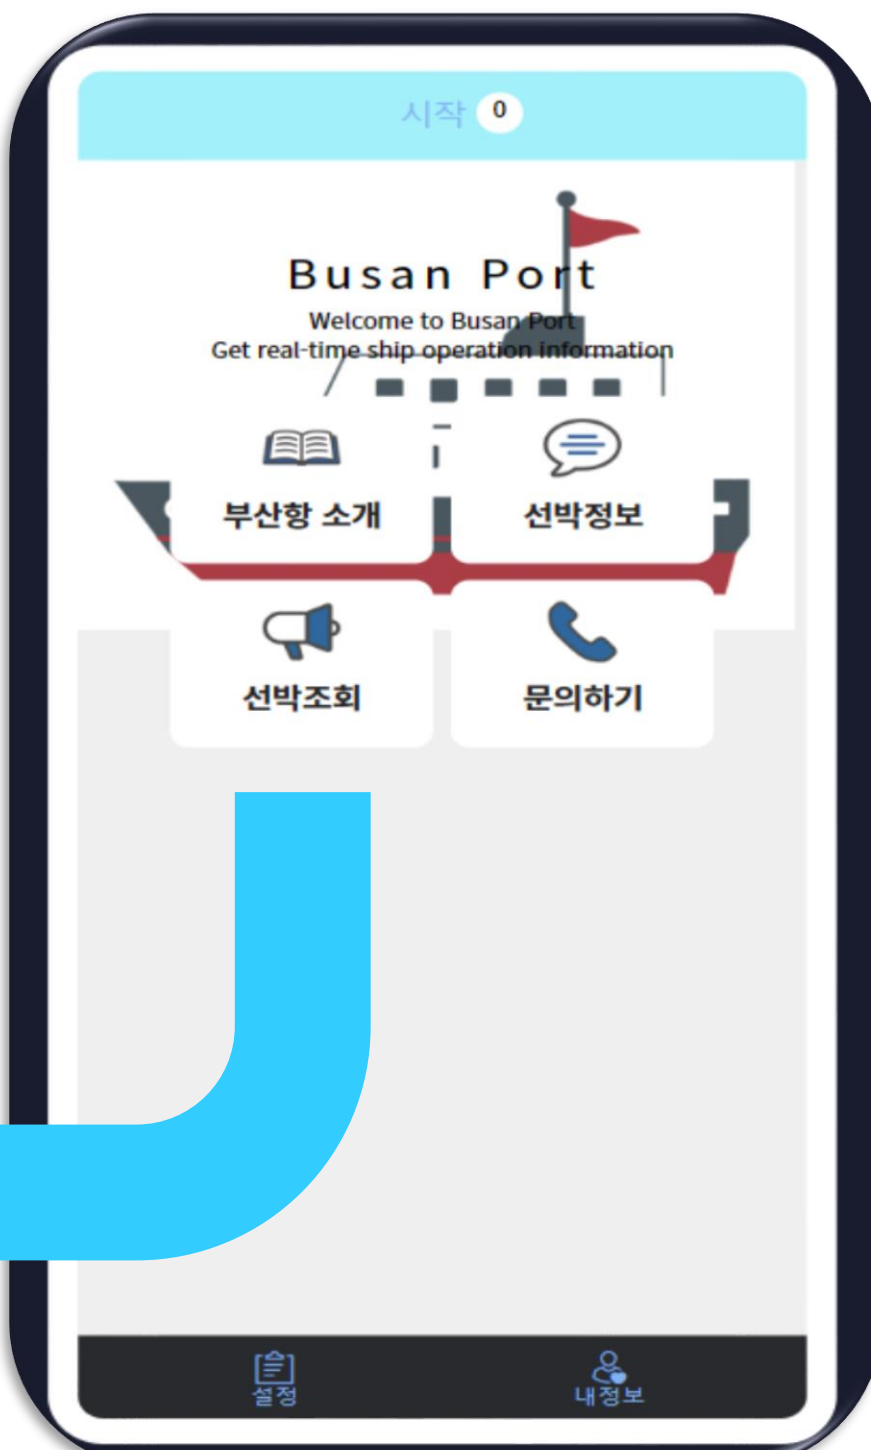 시작 0
Busan Port
Welcome to Busan Port
Get real-time ship operation information
부산항 소개
선박정보
선박조회
문의하기
설정
내정보